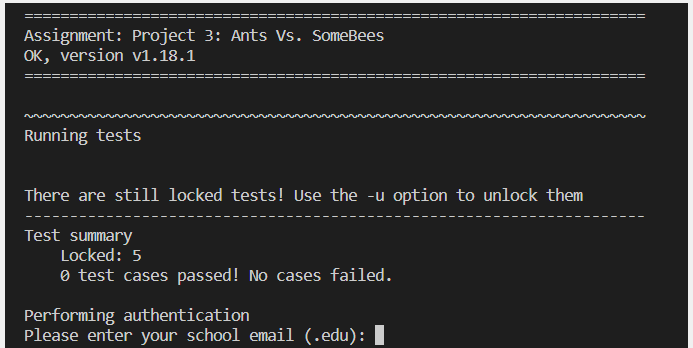 =====================================================================
Assignment: Project 3: Ants Vs. SomeBees
OK, version v1.18.1
=====================================================================
~~~~~~~~~~~~~~~~~~~~~~~~~~~~~~~~~~~~~~~~~~~~~~~~~~~~~~~~~~~~~~~~~~~~~
Running tests
There are still locked tests! Use the -u option to unlock them
---------------------------------------------------------------------
Test summary
    Locked: 5
    0 test cases passed! No cases failed.
Performing authentication
Please enter your school email (.edu):